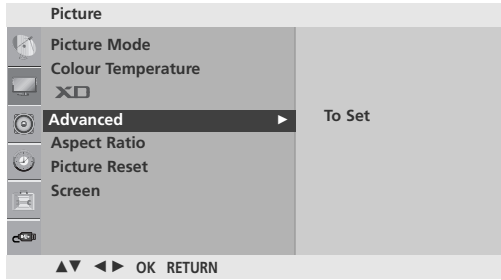 Picture
Picture Mode
Colour Temperature
XD
Advanced ►
To Set
Aspect Ratio
Picture Reset
Screen
▲▼ ◄► OK RETURN